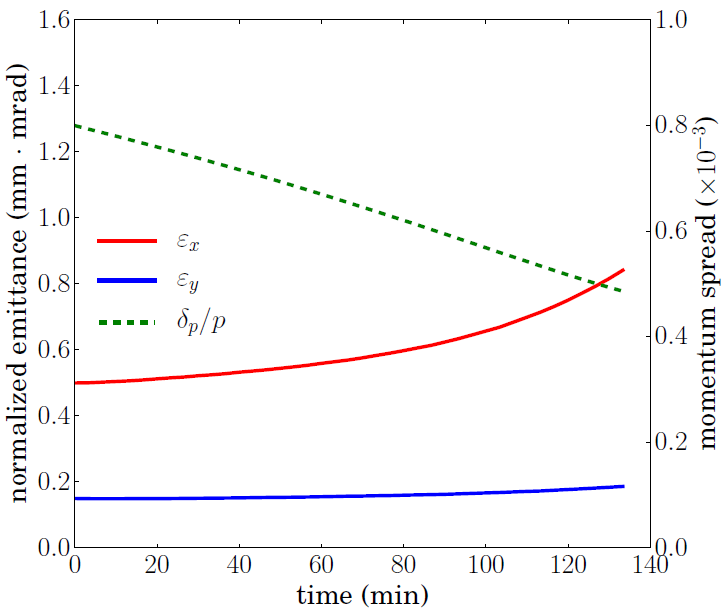 normalized emittance (mm · mrad)
1.6
1.4
1.2
1.0
0.8
0.6
0.4
0.2
0.0
εx
εy
δp/p
1.0
0.8
0.6
0.4
0.2
0.0
momentum spread (×10⁻³)
0 20 40 60 80 100 120 140
time (min)